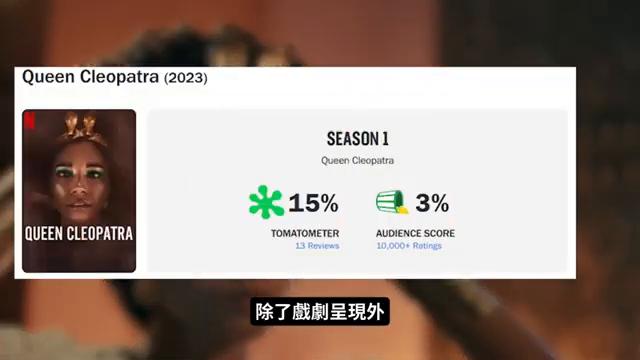 Queen Cleopatra (2023)
N
QUEEN CLEOPATRA
SEASON 1
Queen Cleopatra
15%
3%
TOMATOMETER
AUDIENCE SCORE
13 Reviews
10,000+ Ratings
除了戲劇呈現外